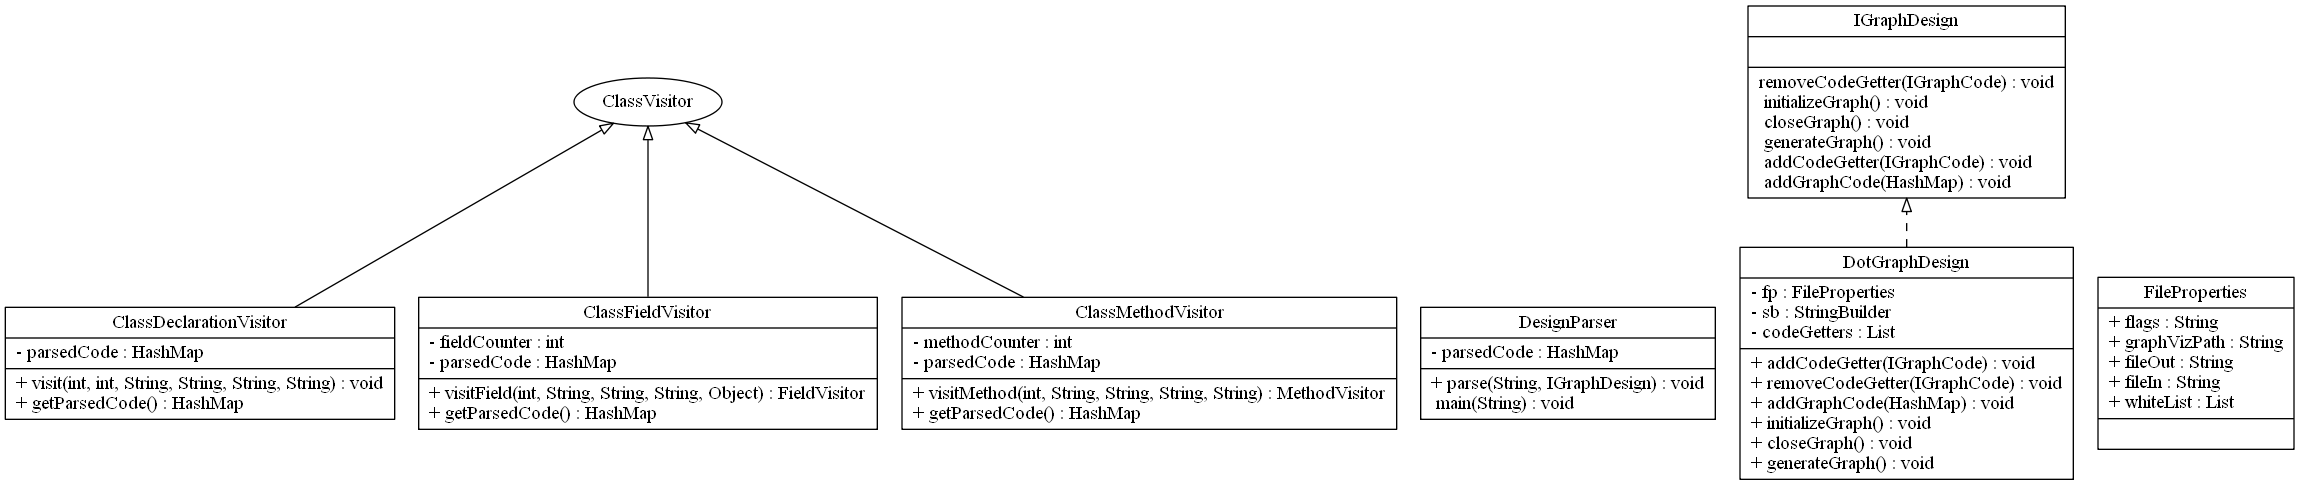 ClassVisitor
ClassDeclarationVisitor
- parsedCode : HashMap
+ visit(int, int, String, String, String, String) : void
+ getParsedCode() : HashMap
ClassFieldVisitor
- fieldCounter : int
- parsedCode : HashMap
+ visitField(int, String, String, String, Object) : FieldVisitor
+ getParsedCode() : HashMap
ClassMethodVisitor
- methodCounter : int
- parsedCode : HashMap
+ visitMethod(int, String, String, String, String) : MethodVisitor
+ getParsedCode() : HashMap
DesignParser
- parsedCode : HashMap
+ parse(String, IGraphDesign) : void
main(String) : void
IGraphDesign
removeCodeGetter(IGraphCode) : void
initializeGraph() : void
closeGraph() : void
generateGraph() : void
addCodeGetter(IGraphCode) : void
addGraphCode(HashMap) : void
DotGraphDesign
- fp : FileProperties
- sb : StringBuilder
- codeGetters : List
+ addCodeGetter(IGraphCode) : void
+ removeCodeGetter(IGraphCode) : void
+ addGraphCode(HashMap) : void
+ initializeGraph() : void
+ closeGraph() : void
+ generateGraph() : void
FileProperties
+ flags : String
+ graphVizPath : String
+ fileOut : String
+ fileIn : String
+ whiteList : List